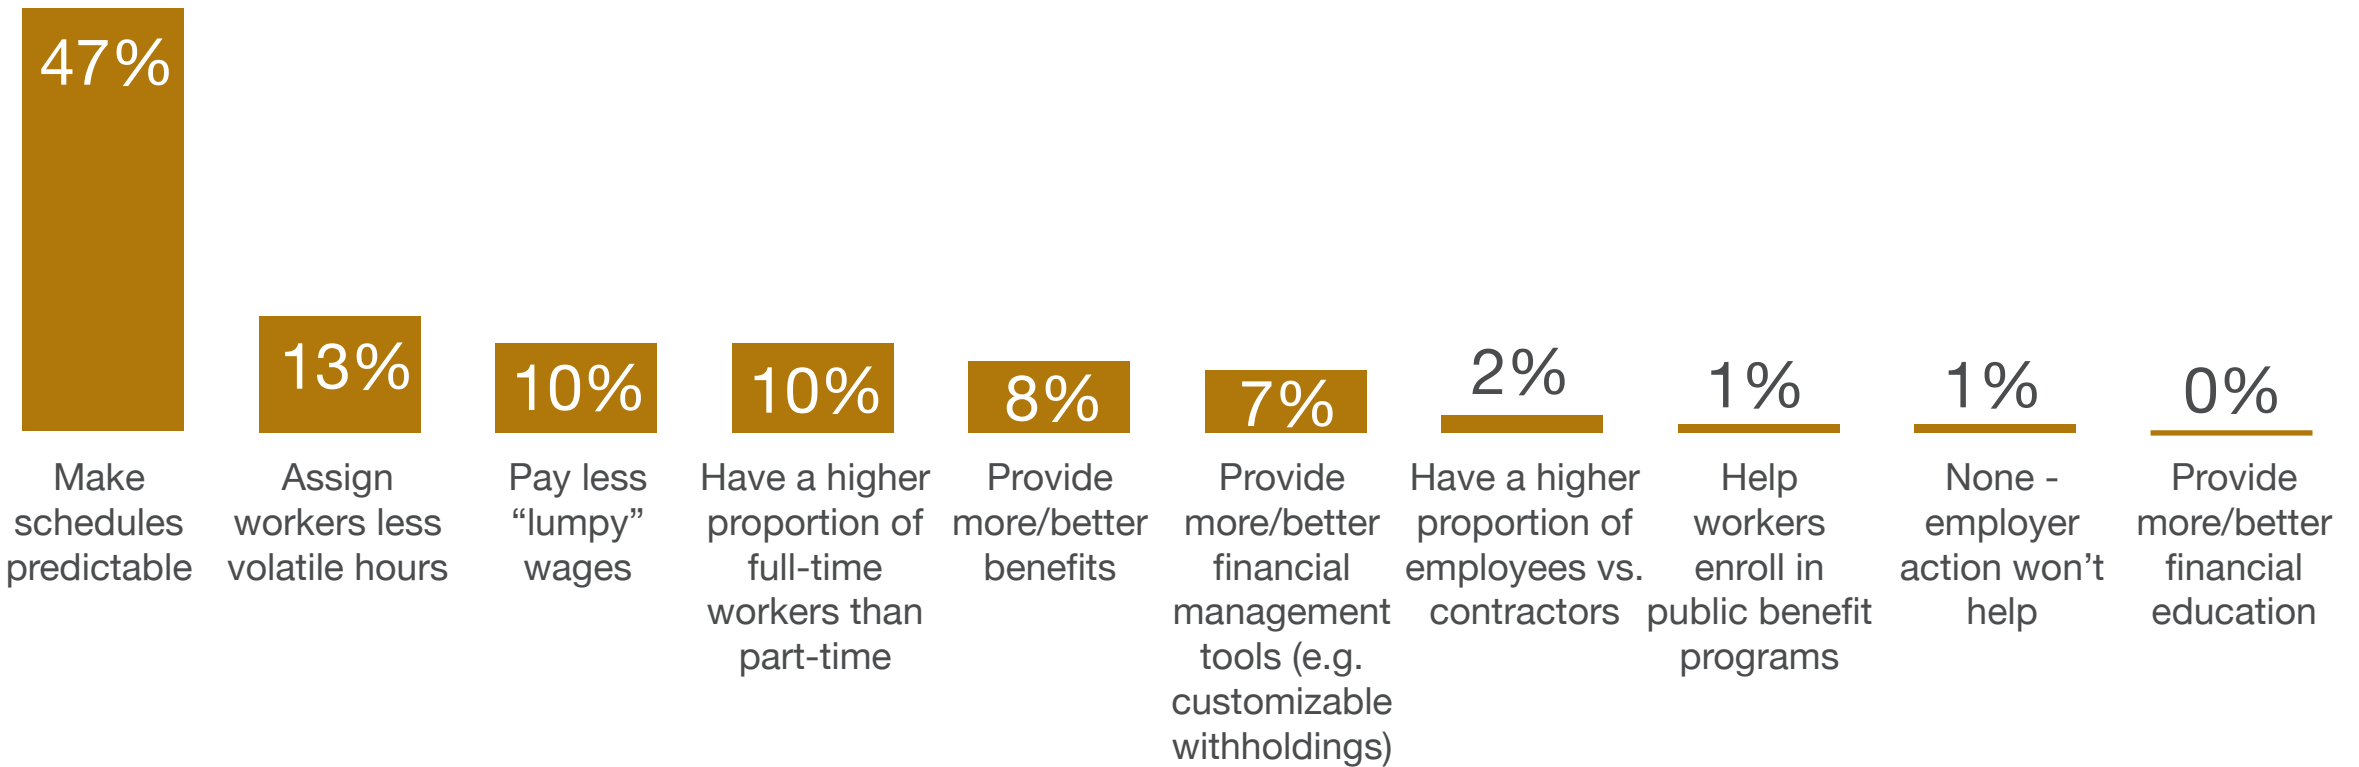 47%
Make
schedules
predictable
13%
Assign
workers less
volatile hours
10%
Pay less
“lumpy”
wages
10%
Have a higher
proportion of
full-time
workers than
part-time
8%
Provide
more/better
benefits
7%
Provide
more/better
financial
management
tools (e.g.
customizable
withholdings)
2%
Have a higher
proportion of
employees vs.
contractors
1%
Help
workers
enroll in
public benefit
programs
1%
None -
employer
action won’t
help
0%
Provide
more/better
financial
education